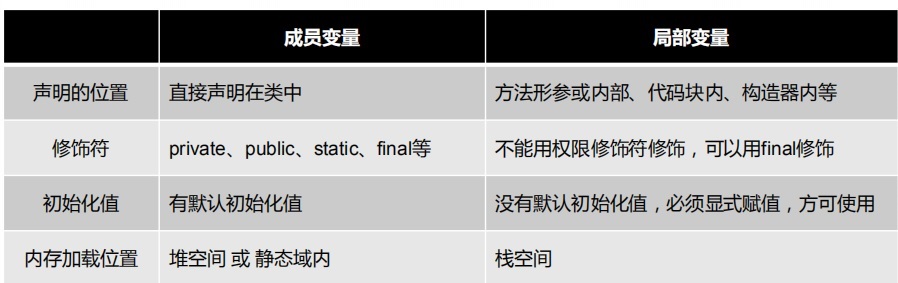 成员变量 局部变量
声明的位置 直接声明在类中 方法形参或内部、代码块内、构造器内等
修饰符 private、public、static、final等 不能用权限修饰符修饰，可以用final修饰
初始化值 有默认初始化值 没有默认初始化值，必须显式赋值，方可使用
内存加载位置 堆空间 或 静态域内 栈空间